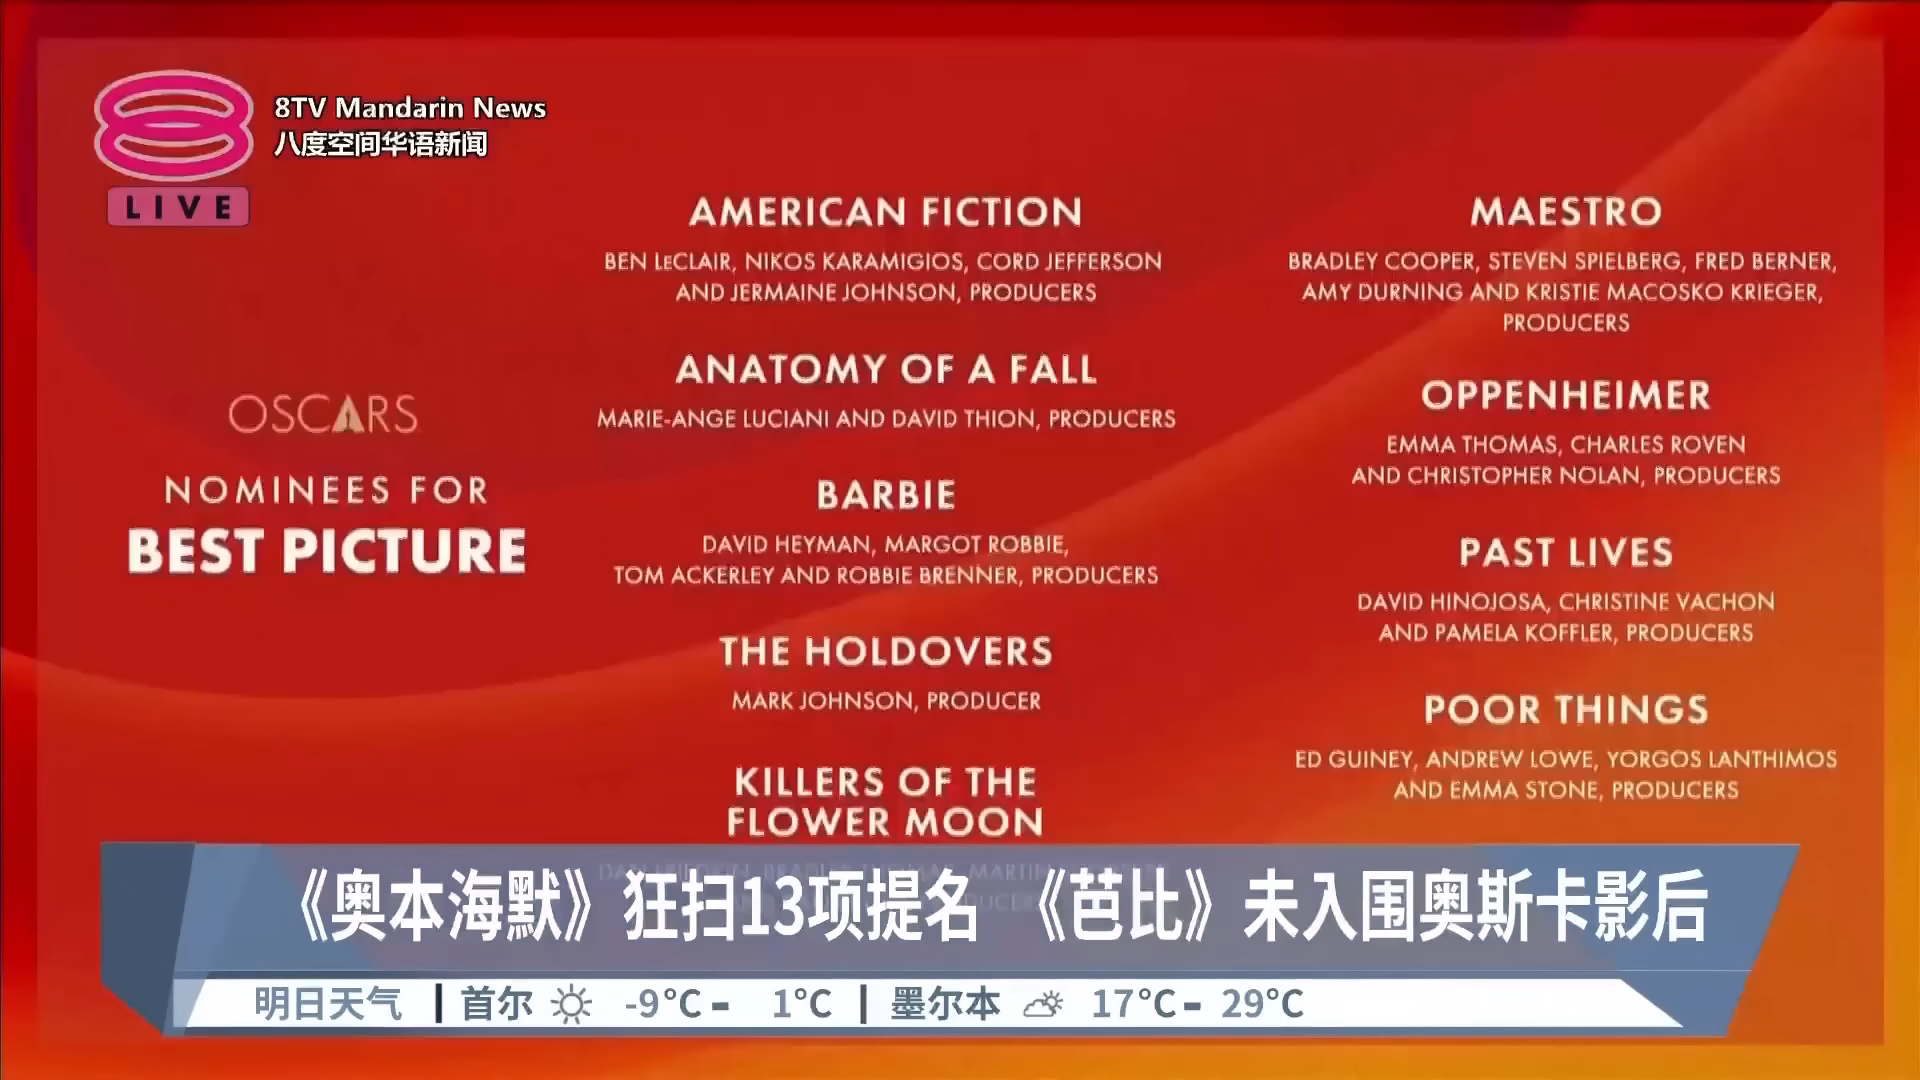 8TV Mandarin News
八度空间华语新闻
LIVE
OSCARS
NOMINEES FOR
BEST PICTURE
AMERICAN FICTION
BEN LeCLAIR, NIKOS KARAMIGIOS, CORD JEFFERSON
AND JERMAINE JOHNSON, PRODUCERS
ANATOMY OF A FALL
MARIE-ANGE LUCIANI AND DAVID THION, PRODUCERS
BARBIE
DAVID HEYMAN, MARGOT ROBBIE,
TOM ACKERLEY AND ROBBIE BRENNER, PRODUCERS
THE HOLDOVERS
MARK JOHNSON, PRODUCER
KILLERS OF THE
FLOWER MOON
MAESTRO
BRADLEY COOPER, STEVEN SPIELBERG, FRED BERNER,
AMY DURNING AND KRISTIE MACOSKO KRIEGER,
PRODUCERS
OPPENHEIMER
EMMA THOMAS, CHARLES ROVEN
AND CHRISTOPHER NOLAN, PRODUCERS
PAST LIVES
DAVID HINOJOSA, CHRISTINE VACHON
AND PAMELA KOFFLER, PRODUCERS
POOR THINGS
ED GUINEY, ANDREW LOWE, YORGOS LANTHIMOS
AND EMMA STONE, PRODUCERS
《奥本海默》狂扫13项提名 《芭比》未入围奥斯卡影后
明日天气 | 首尔 -9°C - 1°C | 墨尔本 17°C - 29°C